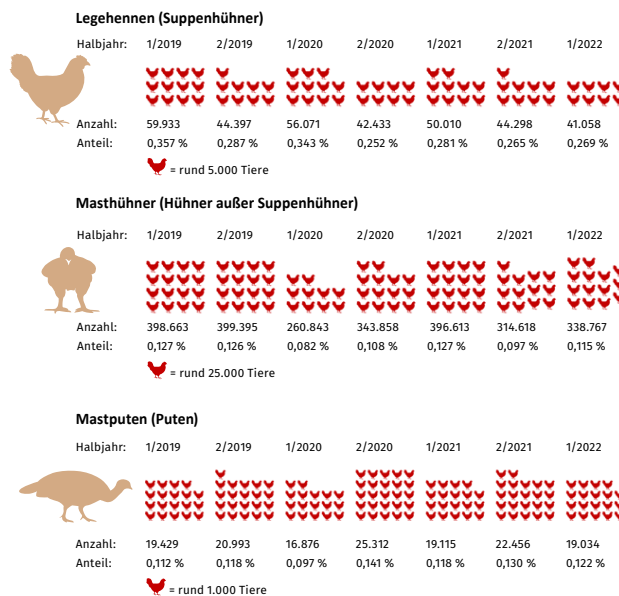 Legehennen (Suppenhühner)
Halbjahr: 1/2019 2/2019 1/2020 2/2020 1/2021 2/2021 1/2022
Anzahl: 59.933 44.397 56.071 42.433 50.010 44.298 41.058
Anteil: 0,357 % 0,287 % 0,343 % 0,252 % 0,281 % 0,265 % 0,269 %
= rund 5.000 Tiere
Masthühner (Hühner außer Suppenhühner)
Halbjahr: 1/2019 2/2019 1/2020 2/2020 1/2021 2/2021 1/2022
Anzahl: 398.663 399.395 260.843 343.858 396.613 314.618 338.767
Anteil: 0,127 % 0,126 % 0,082 % 0,108 % 0,127 % 0,097 % 0,115 %
= rund 25.000 Tiere
Mastputen (Puten)
Halbjahr: 1/2019 2/2019 1/2020 2/2020 1/2021 2/2021 1/2022
Anzahl: 19.429 20.993 16.876 25.312 19.115 22.456 19.034
Anteil: 0,112 % 0,118 % 0,097 % 0,141 % 0,118 % 0,130 % 0,122 %
= rund 1.000 Tiere